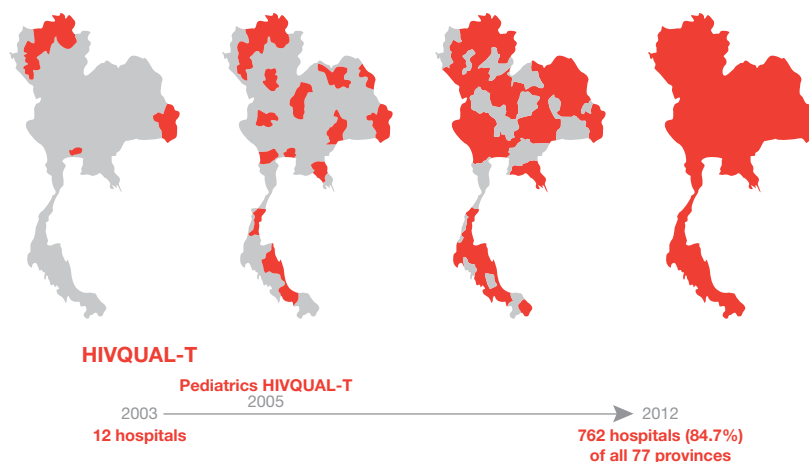 HIVQUAL-T
Pediatrics HIVQUAL-T
2003
2005
2012
12 hospitals
762 hospitals (84.7%)
of all 77 provinces